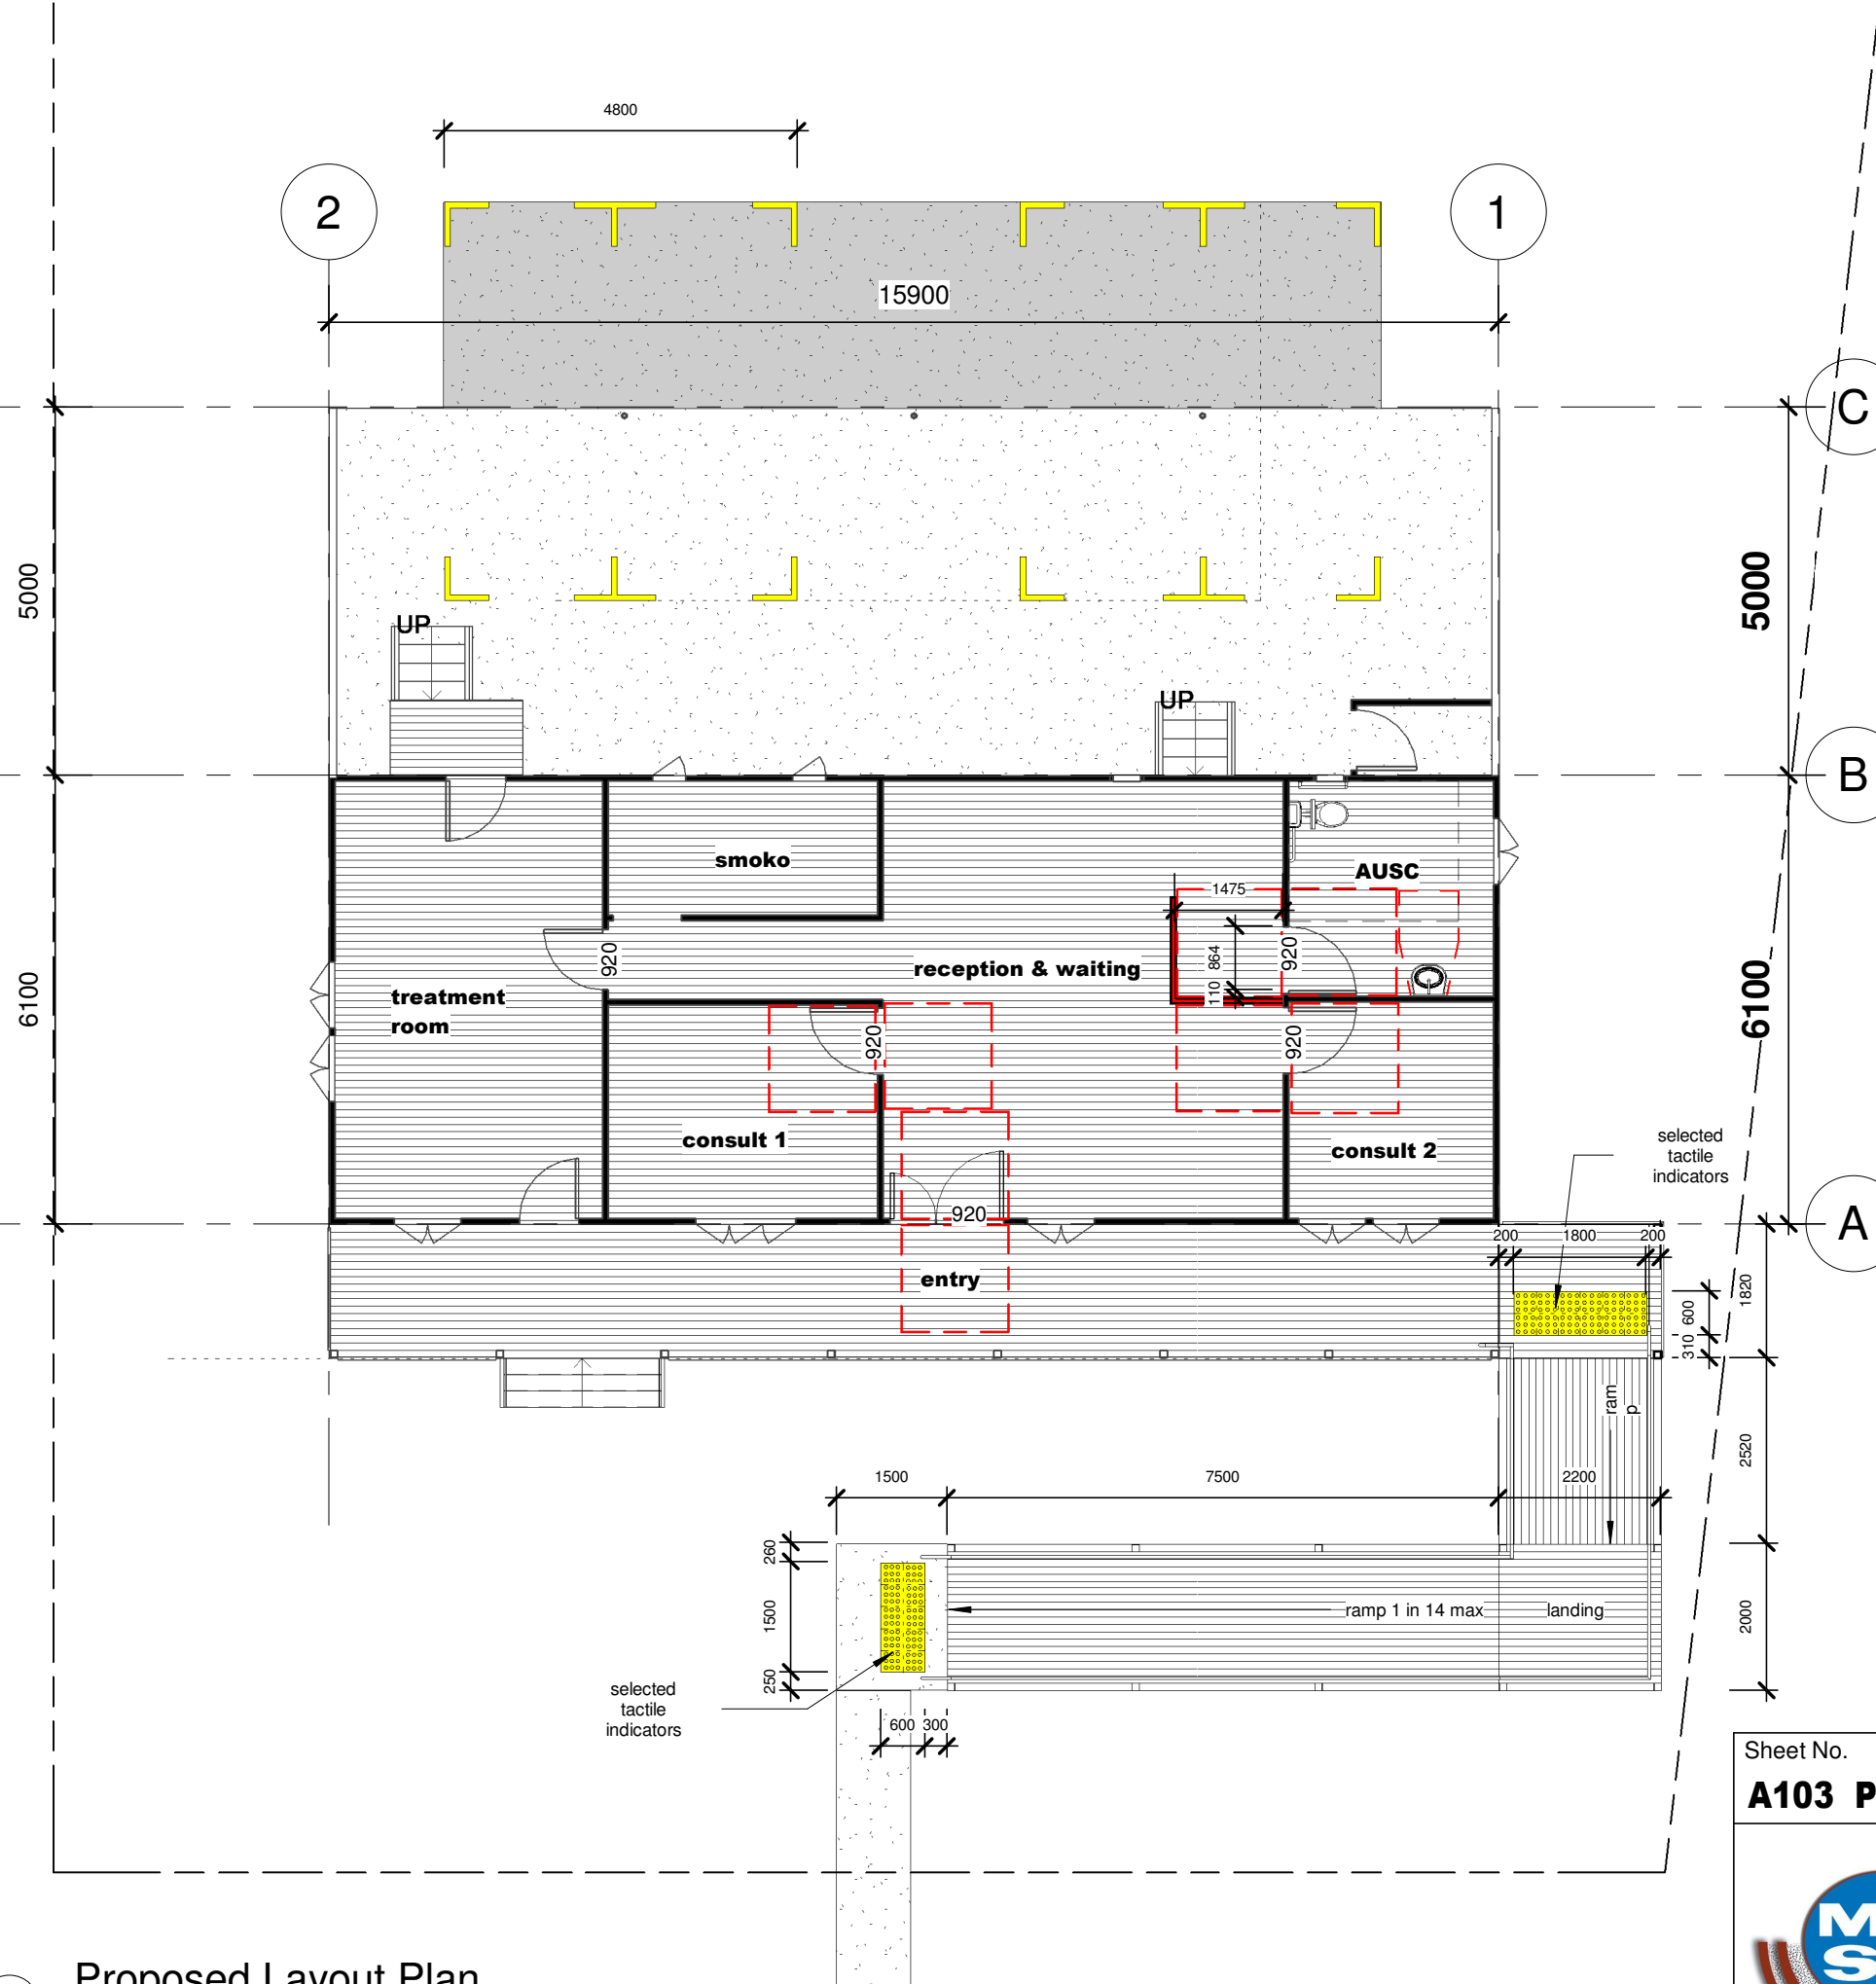 4800
2
1
15900
C
5000
5000
UP
UP
B
smoko
AUSC
1475
920
864
920
110
reception & waiting
treatment
room
6100
6100
920
920
consult 1
consult 2
selected
tactile
indicators
920
A
200
1800
200
entry
1820
600
310
ram
p
2520
1500
7500
2200
260
1500
250
ramp 1 in 14 max
landing
2000
selected
tactile
indicators
600
300
Sheet No.
A103 P
M
S
Proposed Layout Plan